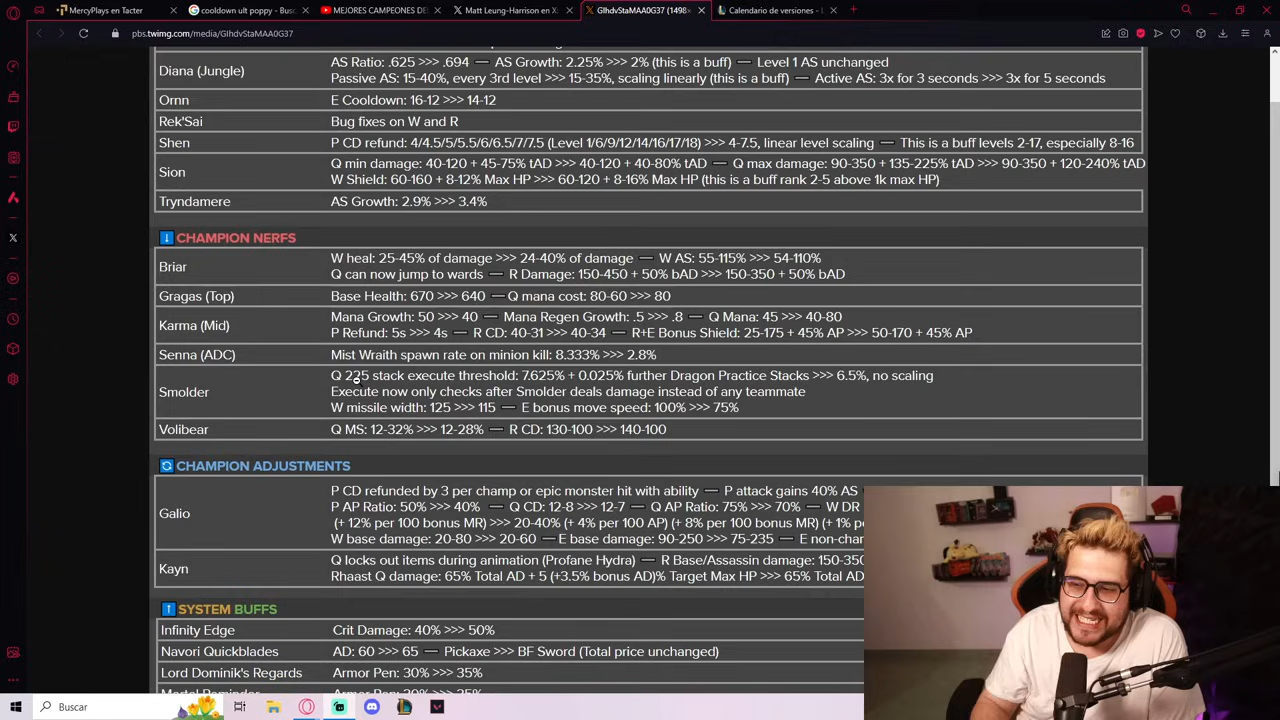 MercyPlays en Tacter
cooldown ult poppy - Bus
MEJORES CAMPEONES DE
Matt Leung-Harrison en X
GIhdvStaMAA0G37 (1498
Calendario de versiones - L
pbs.twimg.com/media/GIhdvStaMAA0G37
Diana (Jungle)
AS Ratio: .625 >>> .694 — AS Growth: 2.25% >>> 2% (this is a buff) — Level 1 AS unchanged
Passive AS: 15-40%, every 3rd level >>> 15-35%, scaling linearly (this is a buff) — Active AS: 3x for 3 seconds >>> 3x for 5 seconds
Ornn
E Cooldown: 16-12 >>> 14-12
Rek'Sai
Bug fixes on W and R
Shen
P CD refund: 4/4.5/5/5.5/6/6.5/7/7.5 (Level 1/6/9/12/14/16/17/18) >>> 4-7.5, linear level scaling — This is a buff levels 2-17, especially 8-16
Sion
Q min damage: 40-120 + 45-75% tAD >>> 40-120 + 40-80% tAD — Q max damage: 90-350 + 135-225% tAD >>> 90-350 + 120-240% tAD
W Shield: 60-160 + 8-12% Max HP >>> 60-120 + 8-16% Max HP (this is a buff rank 2-5 above 1k max HP)
Tryndamere
AS Growth: 2.9% >>> 3.4%
CHAMPION NERFS
Briar
W heal: 25-45% of damage >>> 24-40% of damage — W AS: 55-115% >>> 54-110%
Q can now jump to wards — R Damage: 150-450 + 50% bAD >>> 150-350 + 50% bAD
Gragas (Top)
Base Health: 670 >>> 640 — Q mana cost: 80-60 >>> 80
Karma (Mid)
Mana Growth: 50 >>> 40 — Mana Regen Growth: .5 >>> .8 — Q Mana: 45 >>> 40-80
P Refund: 5s >>> 4s — R CD: 40-31 >>> 40-34 — R+E Bonus Shield: 25-175 + 45% AP >>> 50-170 + 45% AP
Senna (ADC)
Mist Wraith spawn rate on minion kill: 8.333% >>> 2.8%
Smolder
Q 225 stack execute threshold: 7.625% + 0.025% further Dragon Practice Stacks >>> 6.5%, no scaling
Execute now only checks after Smolder deals damage instead of any teammate
W missile width: 125 >>> 115 — E bonus move speed: 100% >>> 75%
Volibear
Q MS: 12-32% >>> 12-28% — R CD: 130-100 >>> 140-100
CHAMPION ADJUSTMENTS
Galio
P CD refunded by 3 per champ or epic monster hit with ability — P attack gains 40% AS
P AP Ratio: 50% >>> 40% — Q CD: 12-8 >>> 12-7 — Q AP Ratio: 75% >>> 70% — W DR
(+ 12% per 100 bonus MR) >>> 20-40% (+ 4% per 100 AP) (+ 8% per 100 bonus MR) (+ 1% p
W base damage: 20-80 >>> 20-60 — E base damage: 90-250 >>> 75-235 — E non-char
Kayn
Q locks out items during animation (Profane Hydra) — R Base/Assassin damage: 150-350
Rhaast Q damage: 65% Total AD + 5 (+3.5% bonus AD)% Target Max HP >>> 65% Total AD
SYSTEM BUFFS
Infinity Edge
Crit Damage: 40% >>> 50%
Navori Quickblades
AD: 60 >>> 65 — Pickaxe >>> BF Sword (Total price unchanged)
Lord Dominik's Regards
Armor Pen: 30% >>> 35%
Mortal Reminder
Armor Pen: 30% >>> 35%
Buscar